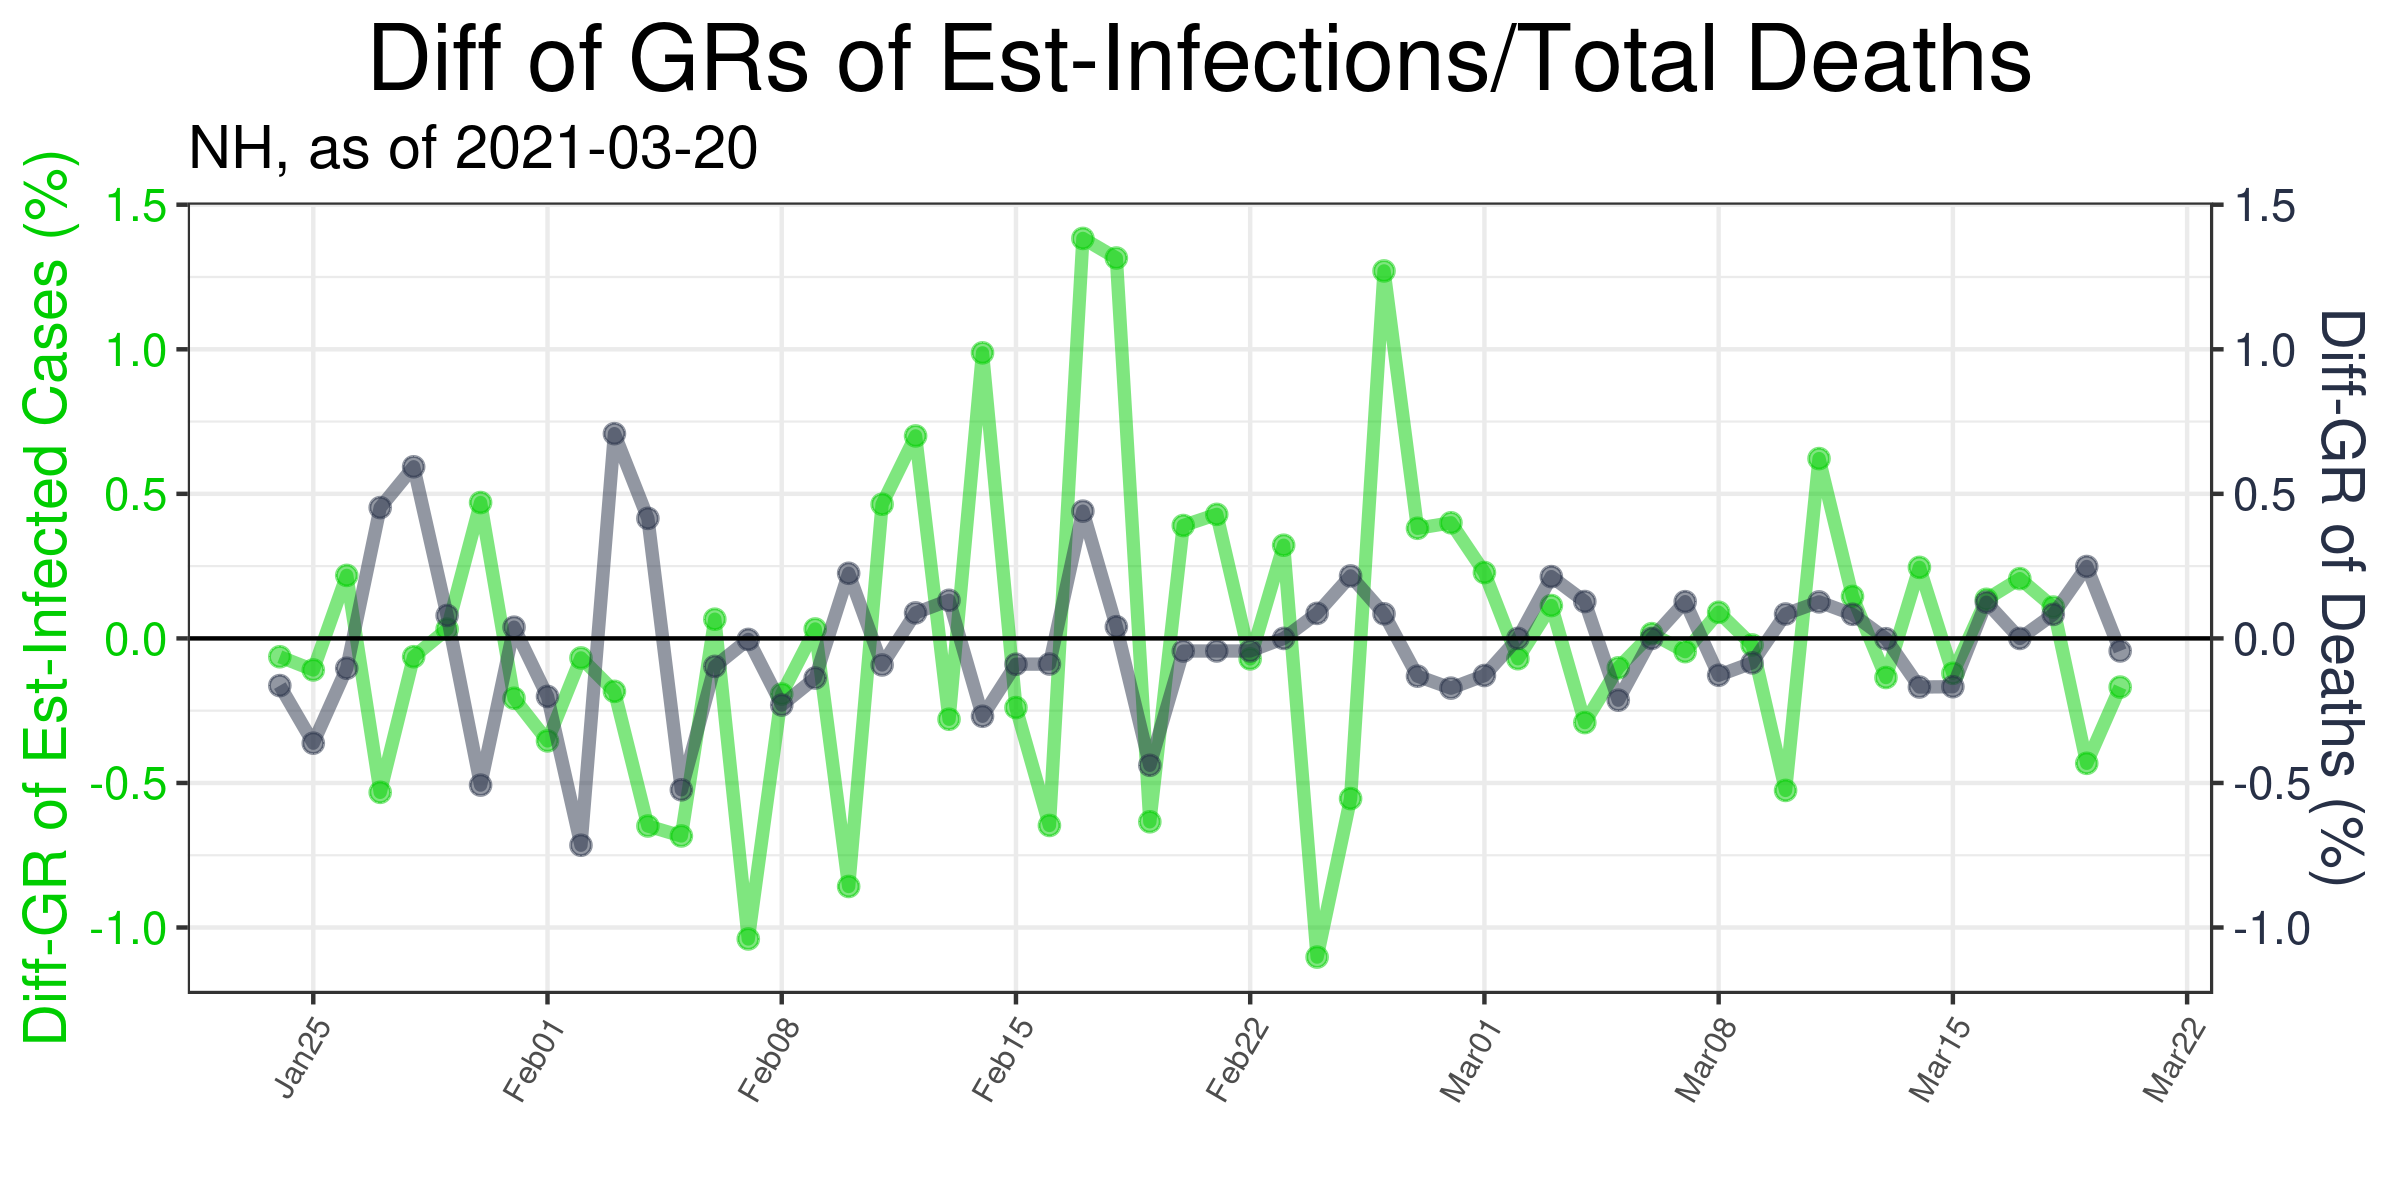 Diff of GRs of Est-Infections/Total Deaths
NH, as of 2021-03-20
Diff-GR of Est-Infected Cases (%)
1.5
1.0
0.5
0.0
-0.5
-1.0
1.5
1.0
0.5
0.0
-0.5
-1.0
Diff-GR of Deaths (%)
Jan25
Feb01
Feb08
Feb15
Feb22
Mar01
Mar08
Mar15
Mar22